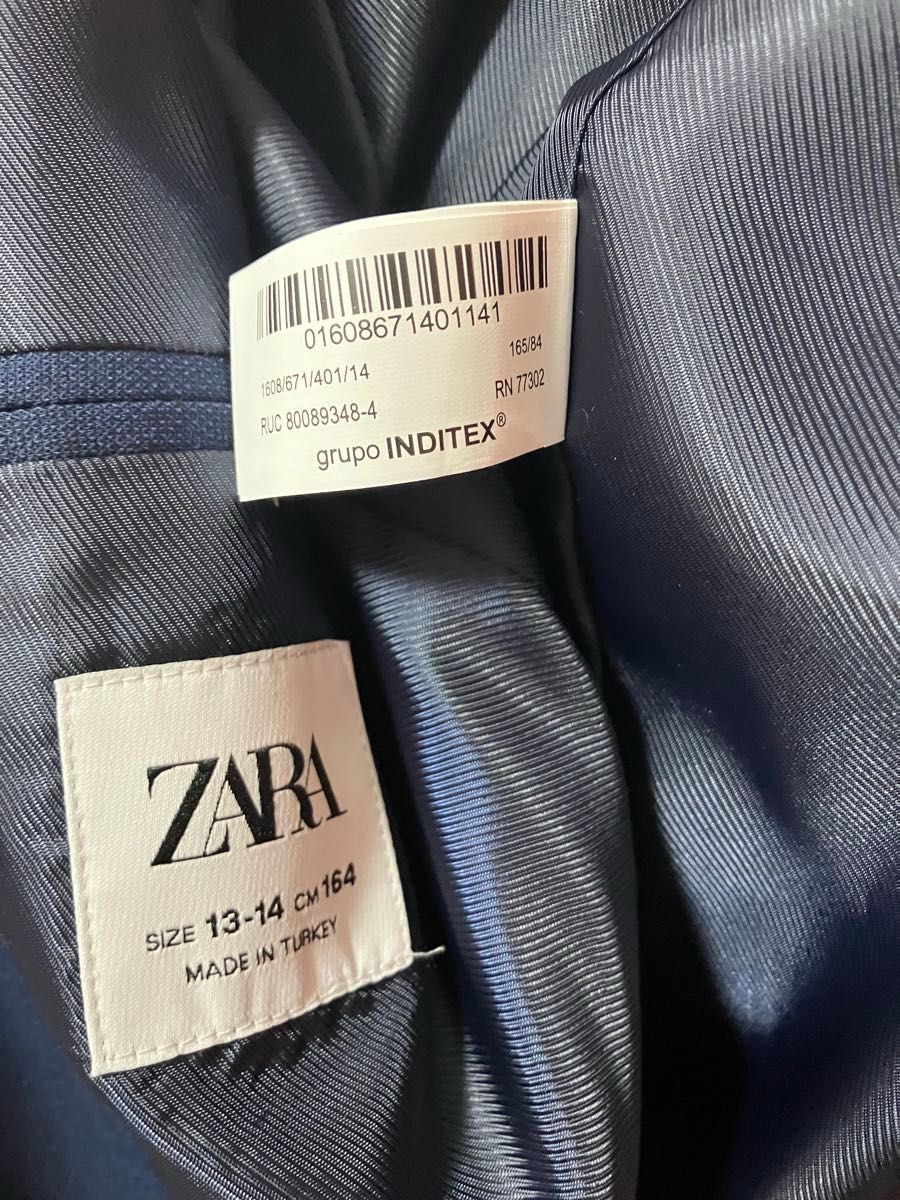 01608671401141
1608/671/401/14 165/84
RUC 80089348-4 RN 77302
grupo INDITEX®
ZARA
SIZE 13-14 CM 164
MADE IN TURKEY